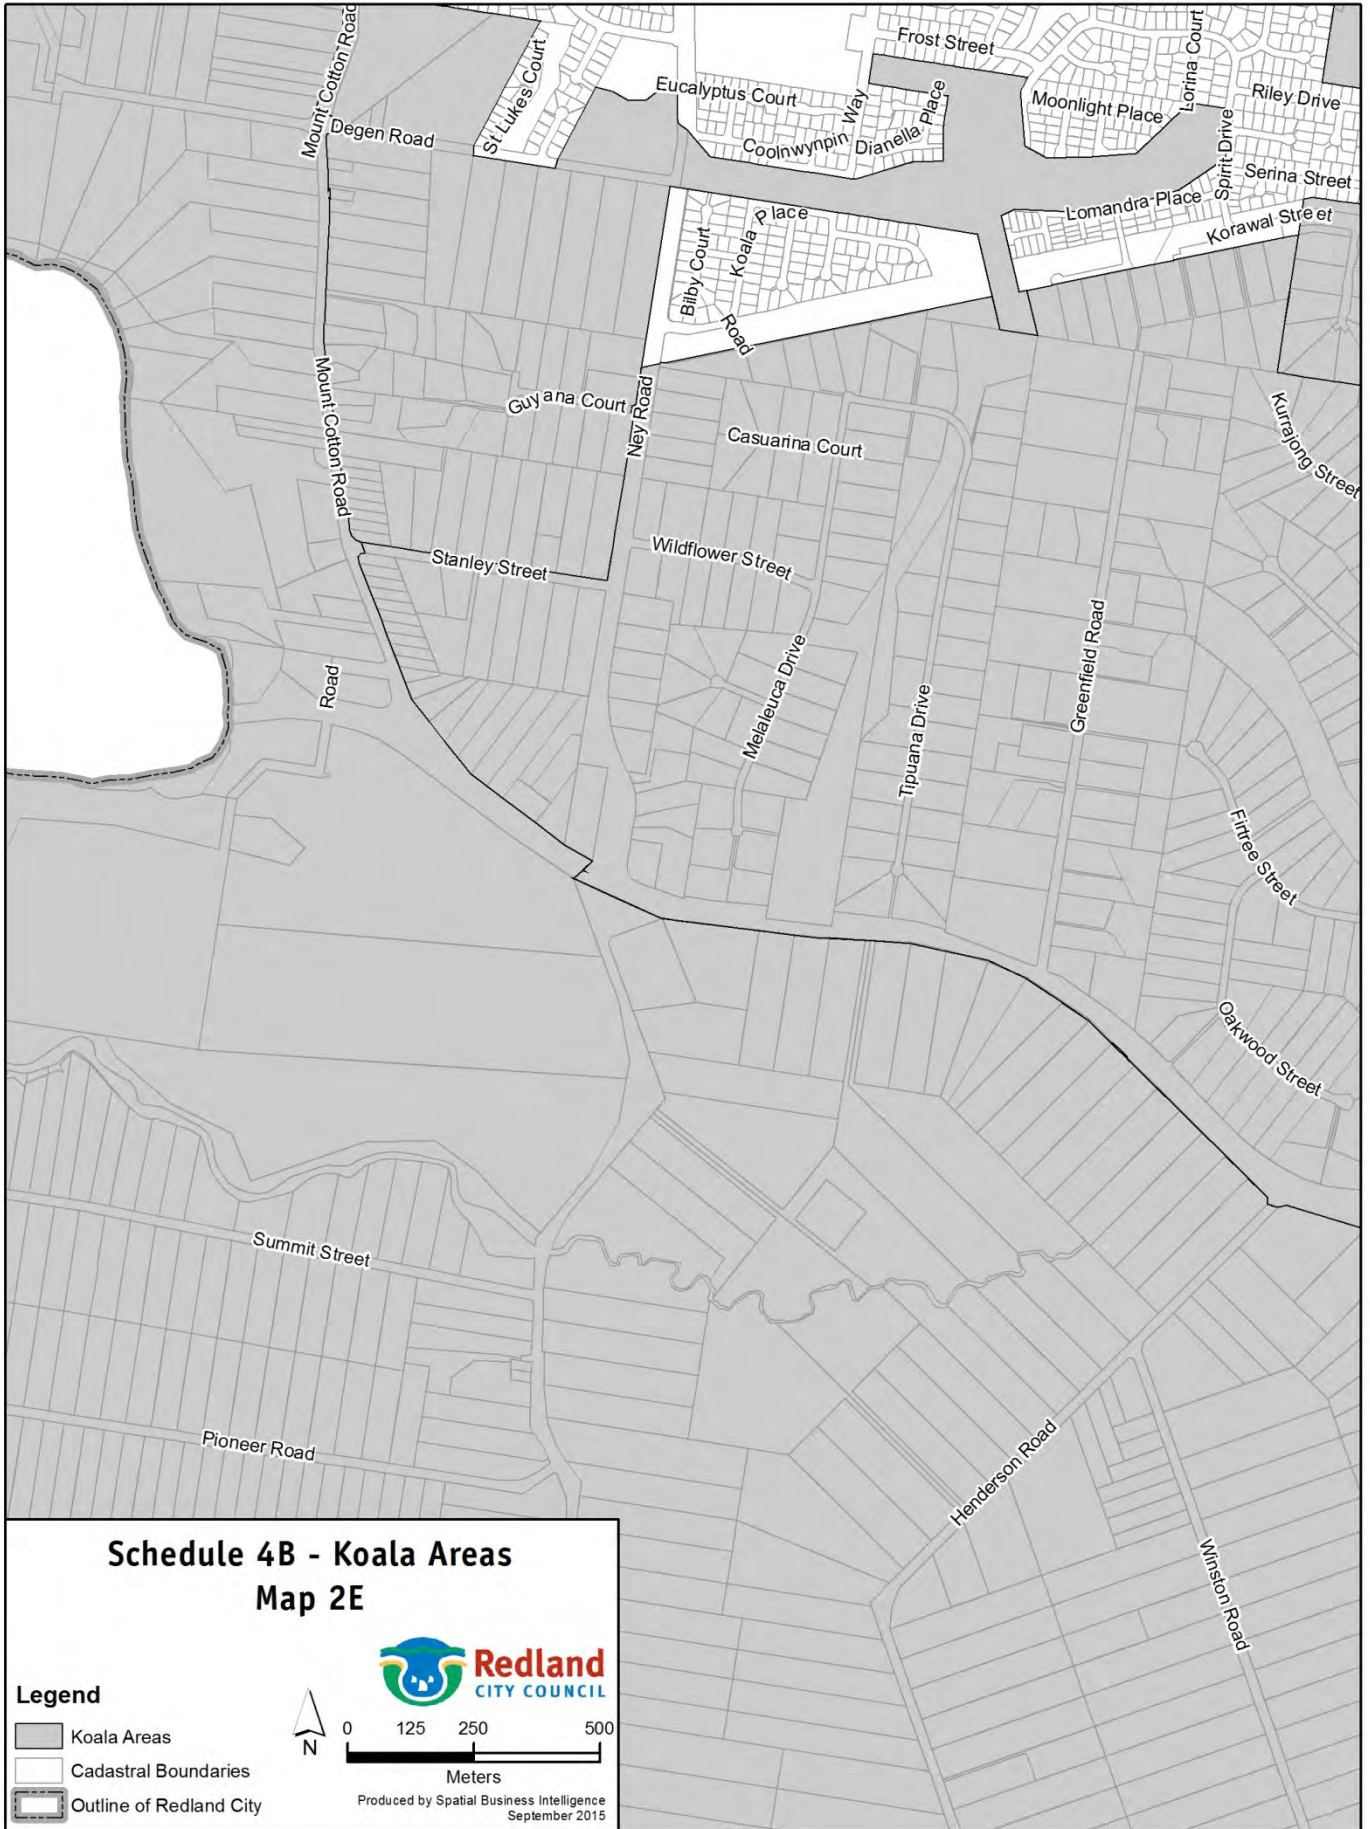 Mount Cotton Road
Degen Road
St Lukes Court
Frost Street
Eucalyptus Court
Coolnwynpin Way
Dianella Place
Moonlight Place
Lorina Court
Riley Drive
Spirit Drive
Serina Street
Lomandra Place
Korawal Street
Bilby Court
Koala Place
Road
Mount Cotton Road
Guyana Court
Ney Road
Casuarina Court
Kurrajong Street
Stanley Street
Wildflower Street
Melaleuca Drive
Tipuana Drive
Greenfield Road
Road
Firtree Street
Oakwood Street
Summit Street
Pioneer Road
Henderson Road
Winston Road
Schedule 4B - Koala Areas
Map 2E
Redland
CITY COUNCIL
Legend
Koala Areas
Cadastral Boundaries
Outline of Redland City
N
0 125 250 500
Meters
Produced by Spatial Business Intelligence
September 2015